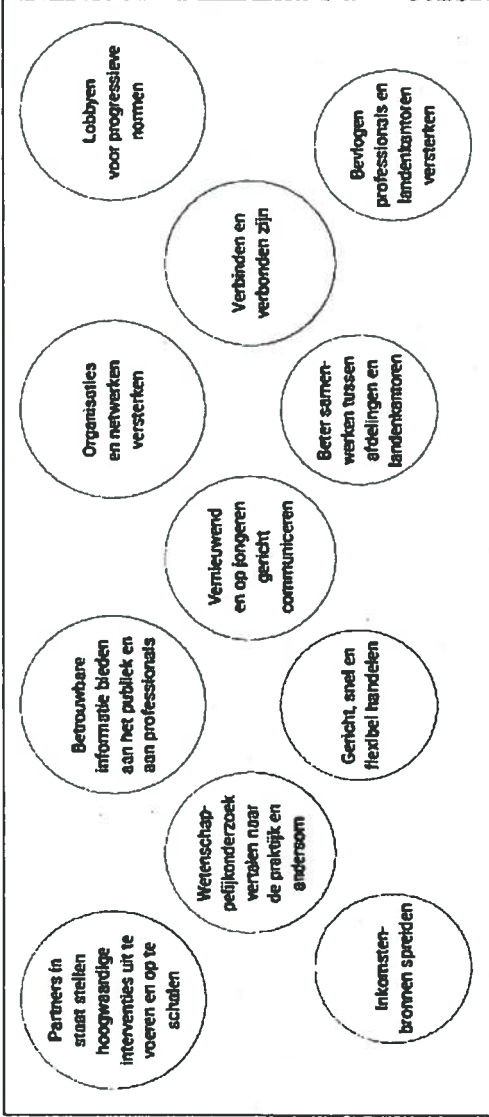 Partners in
staat stellen
hoogwaardige
interventies uit te
voeren en op te
schalen
Betrouwbare
informatie bieden
aan het publiek en
aan professionals
Organisaties
en netwerken
versterken
Lobbyen
voor progressieve
normen
Wetenschap-
pelijkonderzoek
vertalen naar
de praktijk en
andersom
Vernieuwend
en op jongeren
gericht
communiceren
Verbinden en
verbonden zijn
Inkomsten-
bronnen spreiden
Gericht, snel en
flexibel handelen
Beter samen-
werken tussen
afdelingen en
landenkantoren
Bevlogen
professionals en
landenkantoren
versterken